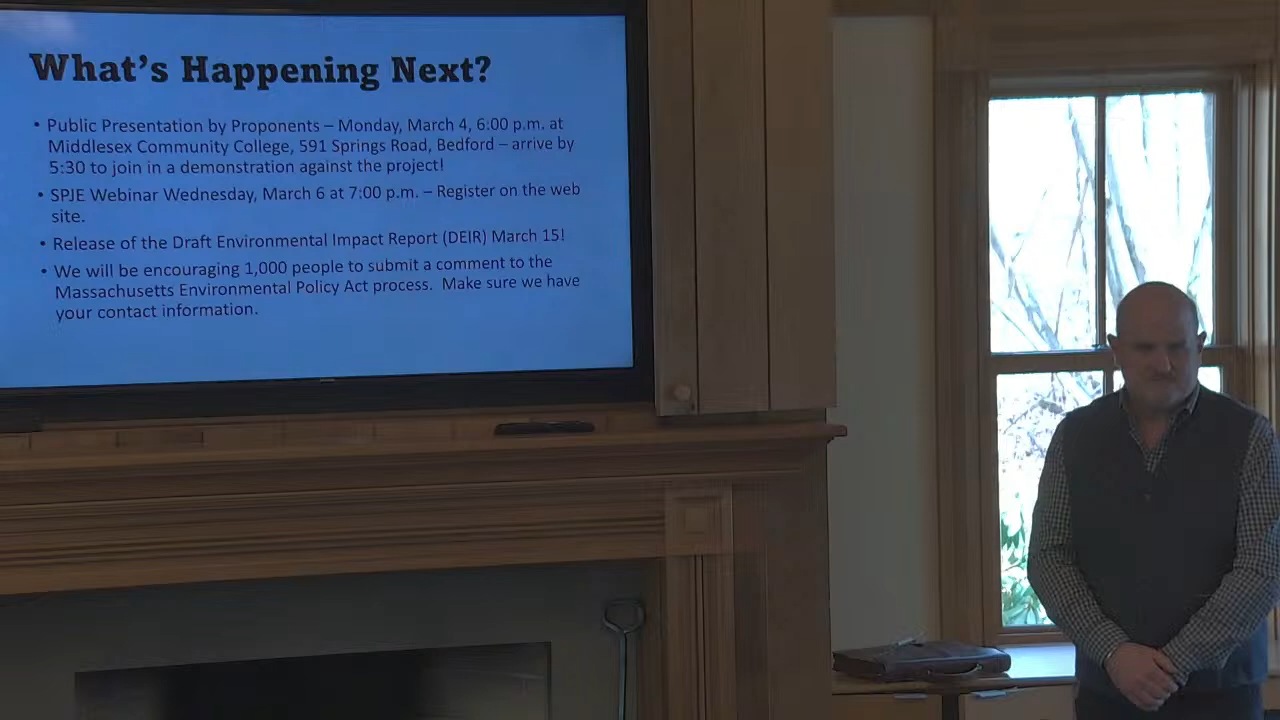 What's Happening Next?
• Public Presentation by Proponents – Monday, March 4, 6:00 p.m. at
Middlesex Community College, 591 Springs Road, Bedford – arrive by
5:30 to join in a demonstration against the project!
• SPJE Webinar Wednesday, March 6 at 7:00 p.m. – Register on the web
site.
• Release of the Draft Environmental Impact Report (DEIR) March 15!
• We will be encouraging 1,000 people to submit a comment to the
Massachusetts Environmental Policy Act process. Make sure we have
your contact information.